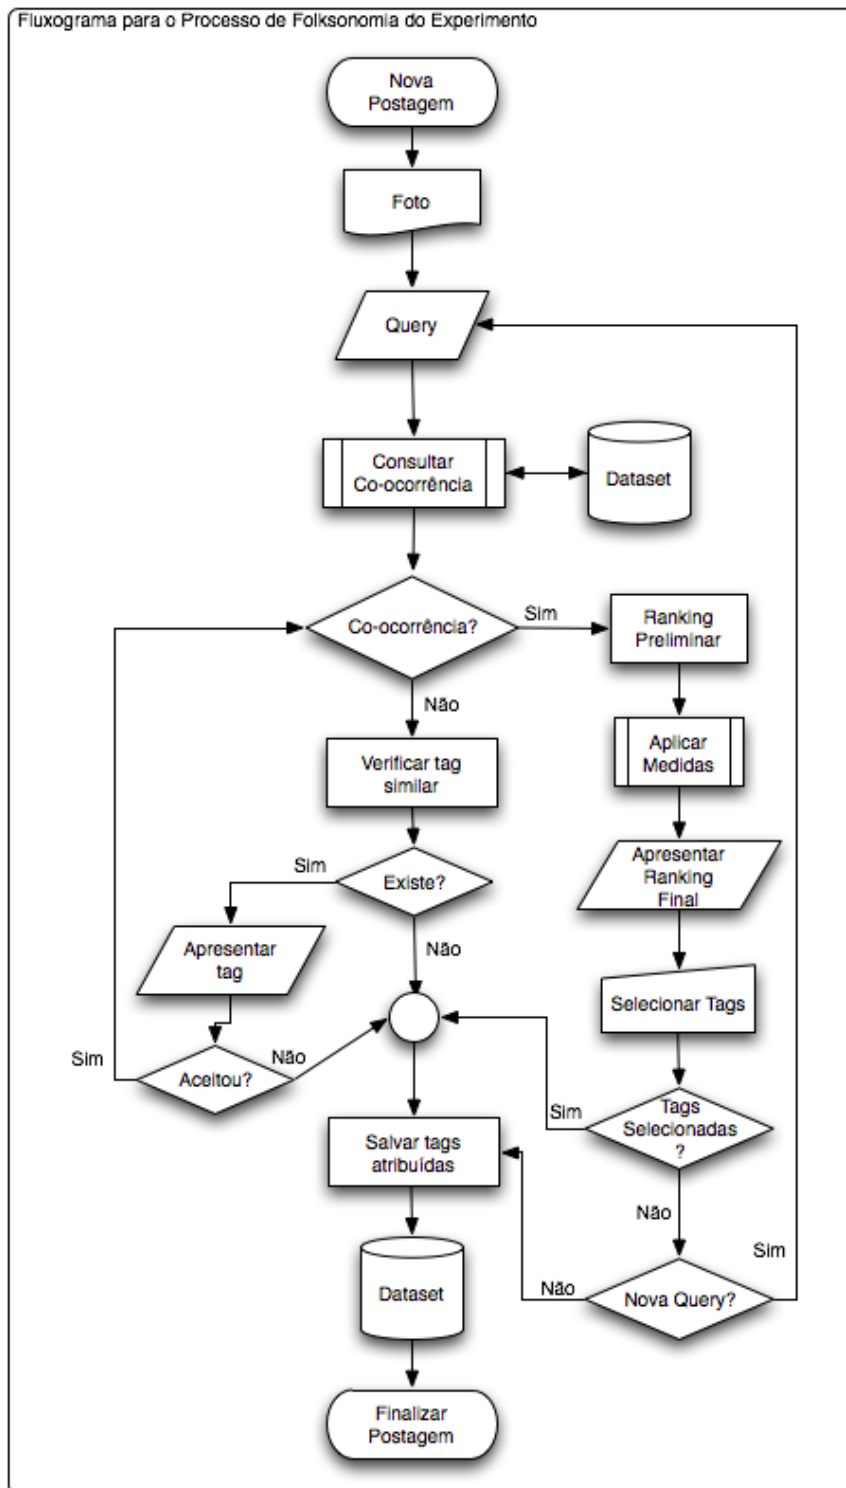 Fluxograma para o Processo de Folksonomia do Experimento
Nova
Postagem
Foto
Query
Consultar
Co-ocorrência
Dataset
Co-ocorrência?
Sim
Ranking
Preliminar
Não
Verificar tag
similar
Aplicar
Medidas
Sim
Existe?
Apresentar
Ranking
Final
Apresentar
tag
Não
Selecionar Tags
Sim
Aceitou?
Não
Sim
Tags
Selecionadas
?
Salvar tags
atribuídas
Não
Sim
Dataset
Não
Nova Query?
Finalizar
Postagem